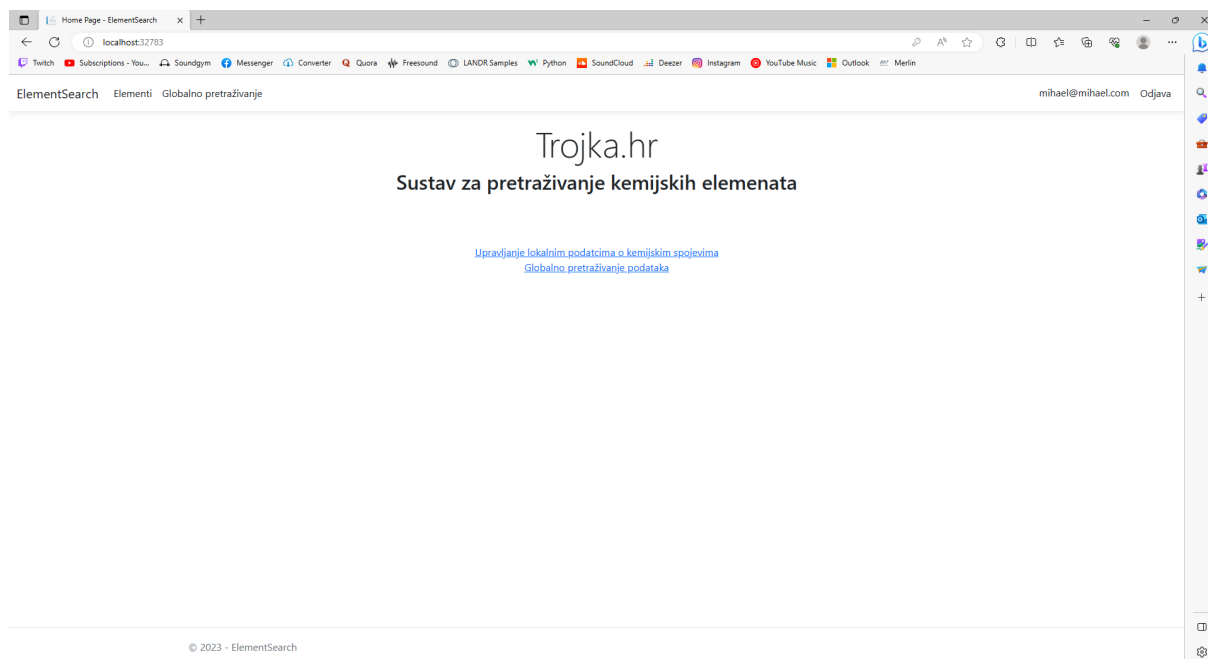 Home Page - ElementSearch
localhost:32783
Twitch Subscriptions - You... Soundgym Messenger Converter Quora Freesound LANDR Samples Python SoundCloud Deezer Instagram YouTube Music Outlook Merlin
ElementSearch Elementi Globalno pretraživanje mihael@mihael.com Odjava
Trojka.hr
Sustav za pretraživanje kemijskih elemenata
Upravljanje lokalnim podatcima o kemijskim spojevima
Globalno pretraživanje podataka
© 2023 - ElementSearch